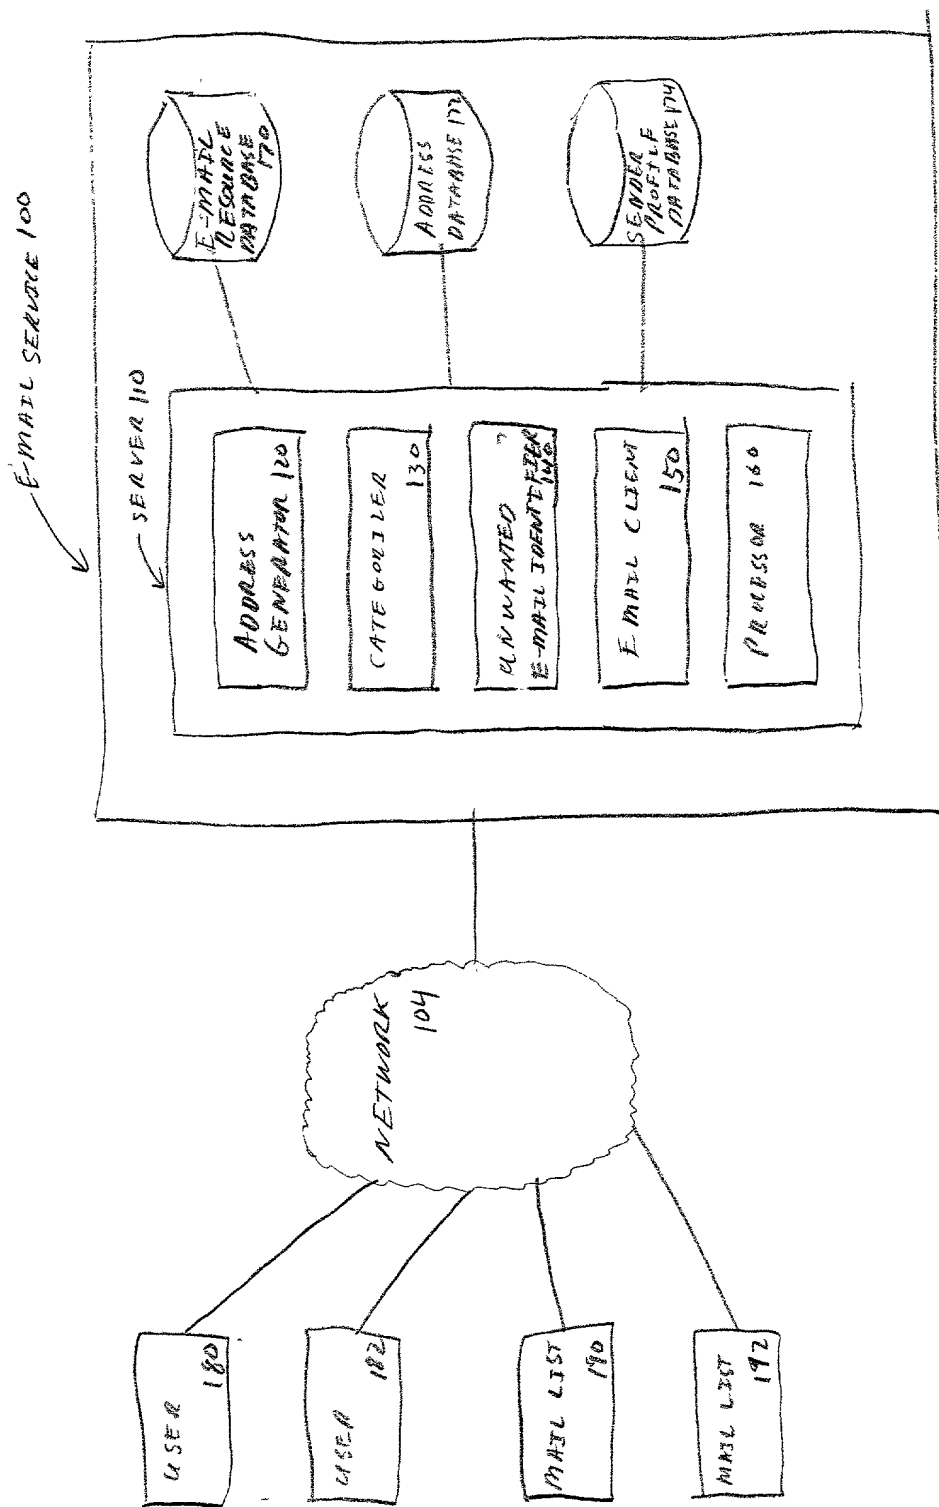 E-MAIL SERVICE 100
SERVER 110
E-MAIL
RESOURCE
DATABASE
170
ADDRESS
DATABASE 172
SENDER
PROFILE
DATABASE 174
ADDRESS
GENERATOR 120
CATEGORIZER
130
UNWANTED
E-MAIL IDENTIFIER
140
E MAIL CLIENT
150
PROCESSOR 160
NETWORK
104
USER
180
USER
182
MAIL LIST
190
MAIL LIST
192